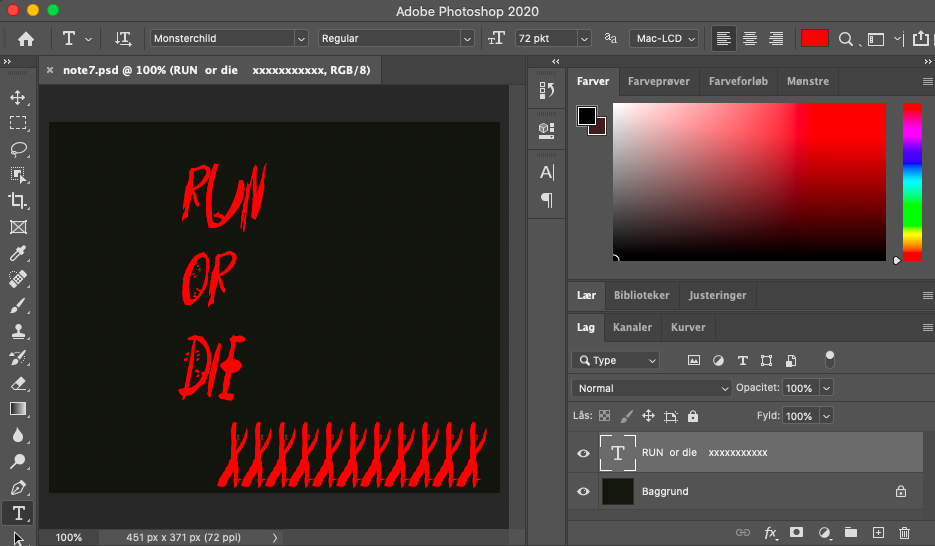 Adobe Photoshop 2020
T
Monsterchild
Regular
72 pkt
Mac-LCD
× note7.psd @ 100% (RUN or die xxxxxxxxxxx, RGB/8)
Farver
Farveprøver
Farveforløb
Mønstre
RUN
OR
DIE
XXXXXXXXXXX
Lær
Biblioteker
Justeringer
Lag
Kanaler
Kurver
Type
Normal
Opacitet: 100%
Lås:
Fyld: 100%
T RUN or die xxxxxxxxxxx
Baggrund
fx
100%
451 px x 371 px (72 ppi)